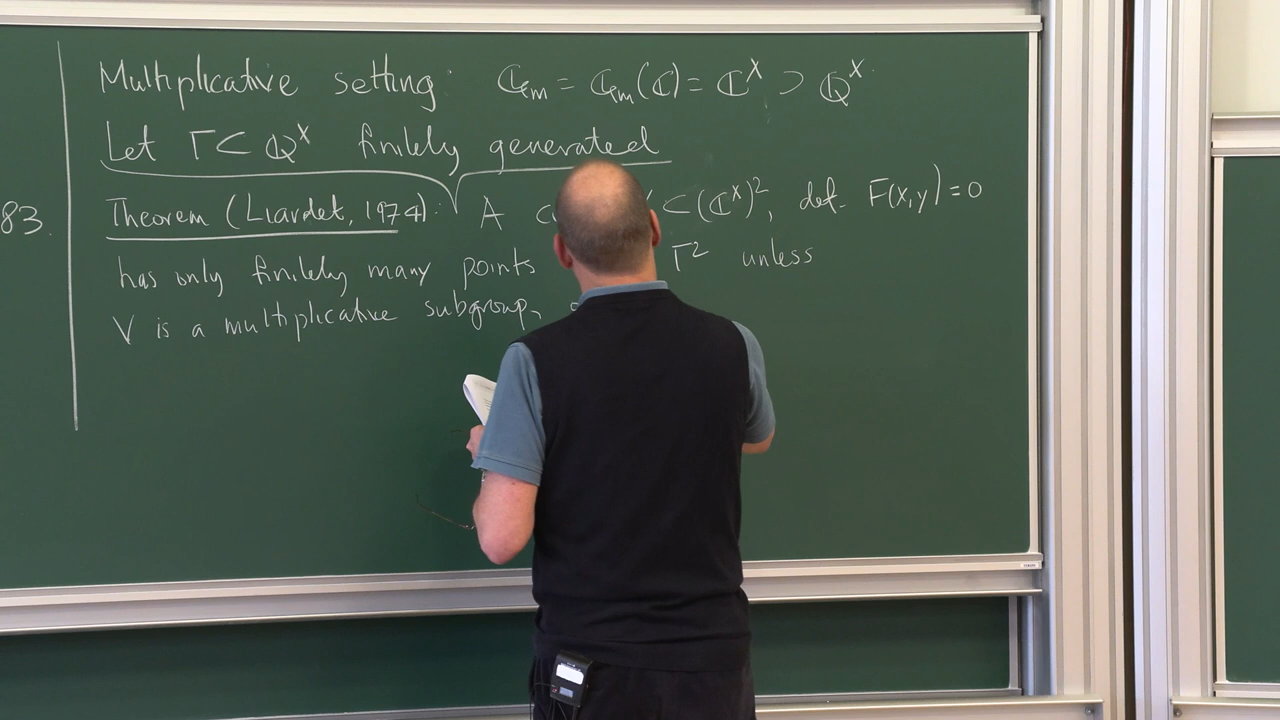 Multiplicative setting: 𝔾m = 𝔾m(ℂ) = ℂ^× ⊃ ℚ^×
Let Γ ⊂ ℚ^× finitely generated
83.
Theorem (Liardet, 1974): A ⊂ (ℂ^×)², def. F(x,y) = 0
has only finitely many points Γ² unless
V is a multiplicative subgroup,